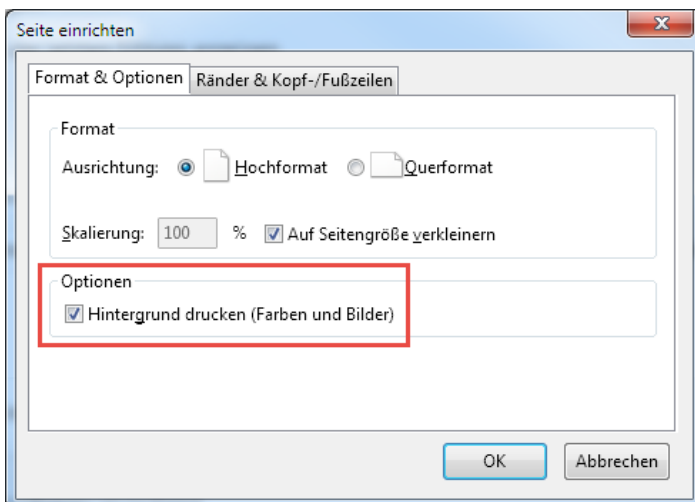 Seite einrichten
Format & Optionen Ränder & Kopf-/Fußzeilen
Format
Ausrichtung: Hochformat Querformat
Skalierung: 100 % Auf Seitengröße verkleinern
Optionen
Hintergrund drucken (Farben und Bilder)
OK Abbrechen